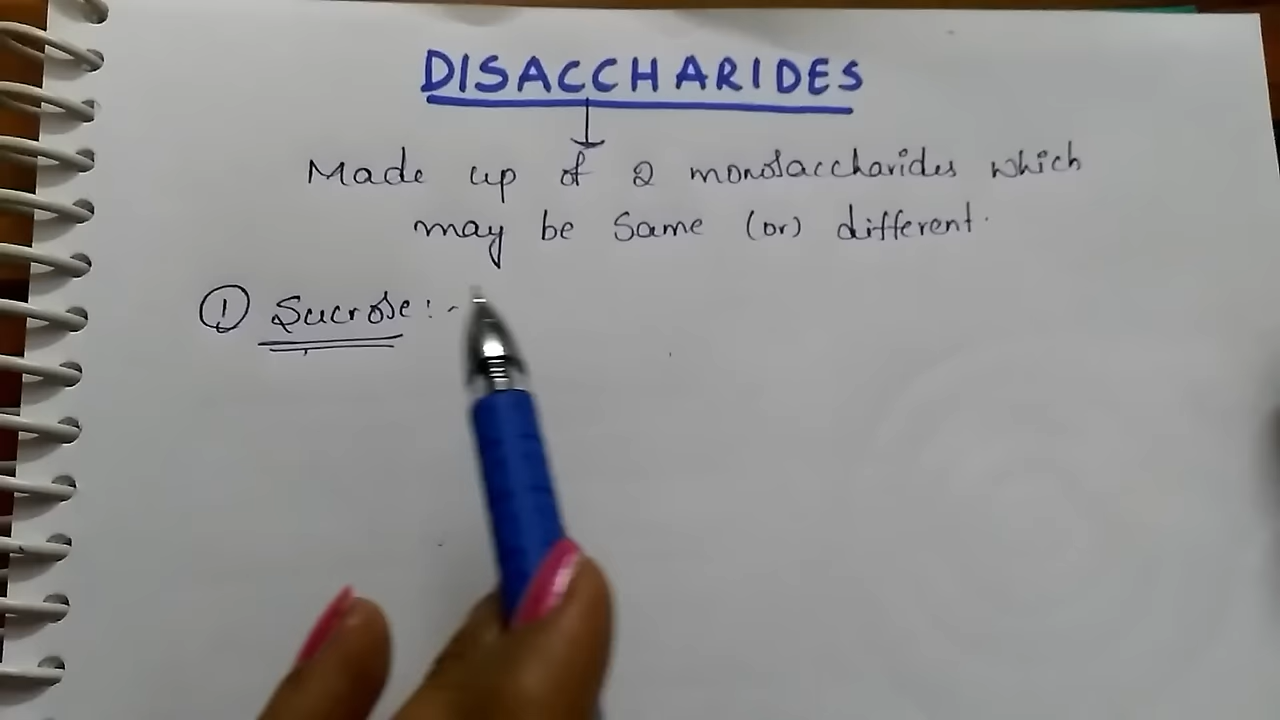 DISACCHARIDES
Made up of 2 monosaccharides which
may be same (or) different.
① Sucrose:-